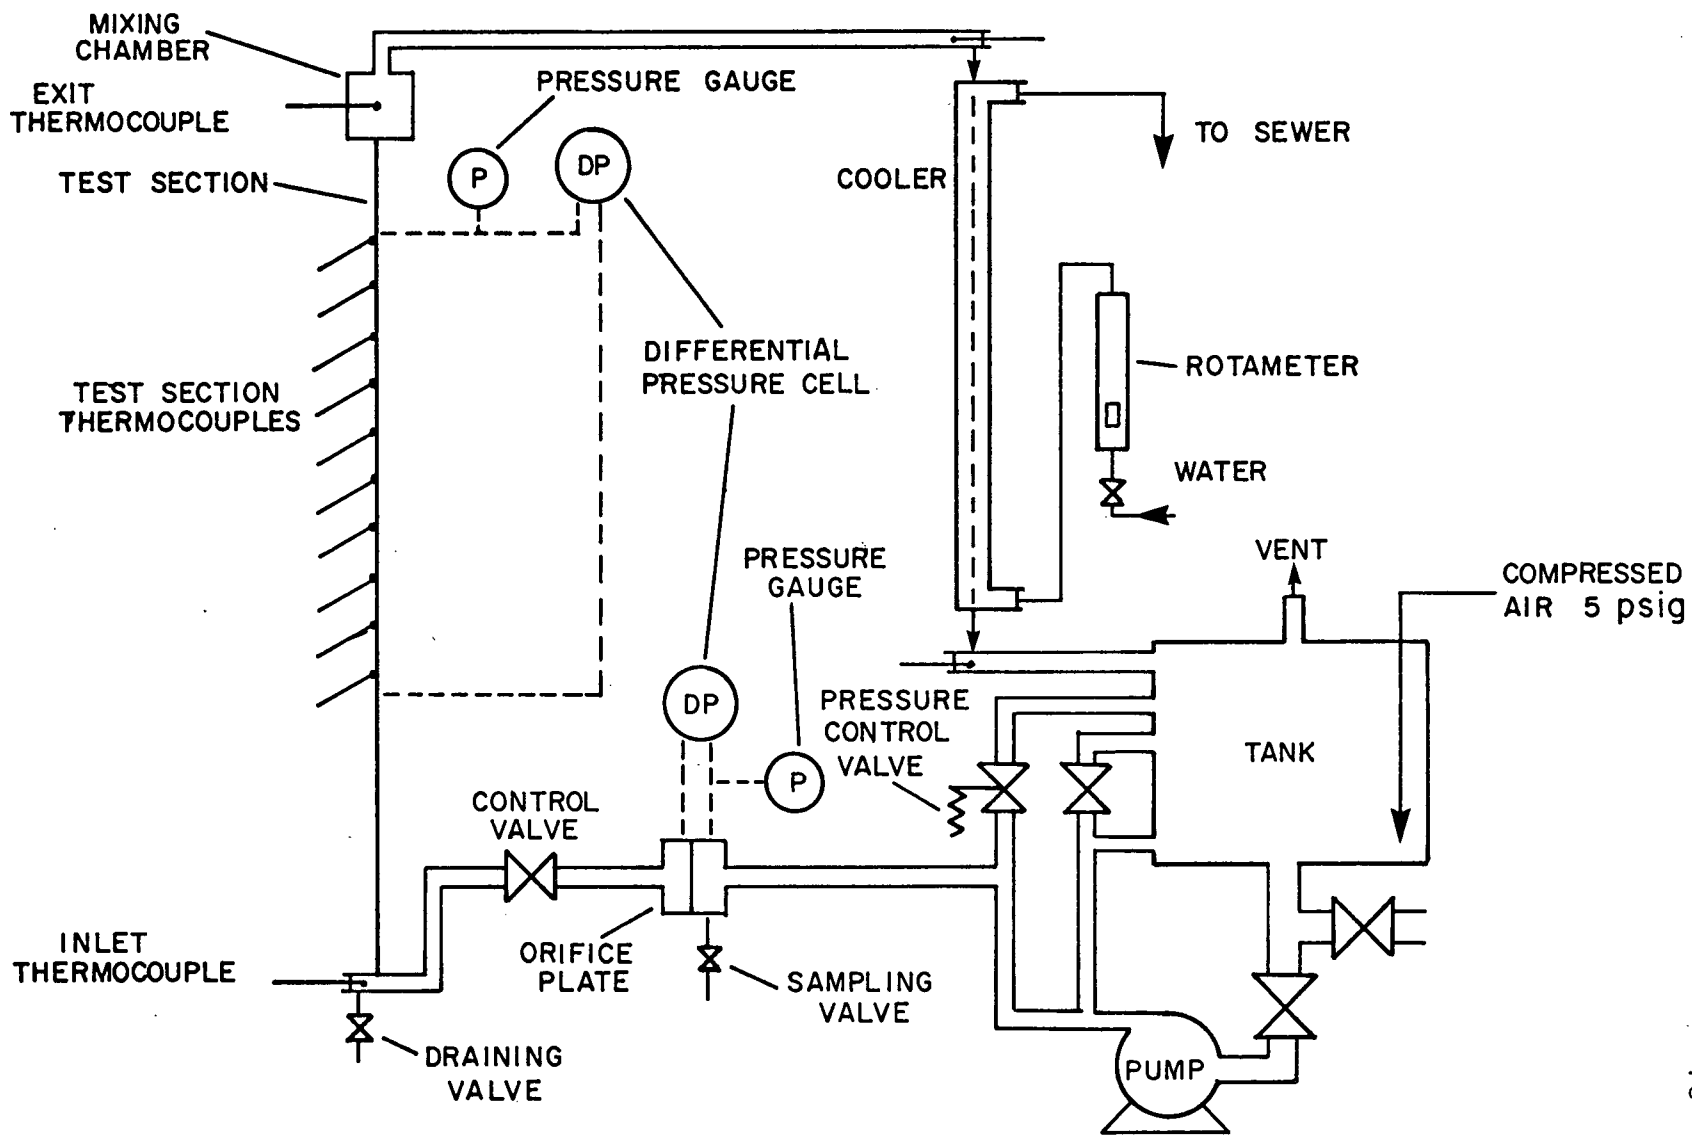 MIXING
CHAMBER
EXIT
THERMOCOUPLE
PRESSURE GAUGE
P
DP
TO SEWER
TEST SECTION
COOLER
DIFFERENTIAL
PRESSURE CELL
ROTAMETER
TEST SECTION
THERMOCOUPLES
WATER
PRESSURE
GAUGE
VENT
COMPRESSED
AIR 5 psig
DP
P
PRESSURE
CONTROL
VALVE
TANK
CONTROL
VALVE
ORIFICE
PLATE
INLET
THERMOCOUPLE
SAMPLING
VALVE
DRAINING
VALVE
PUMP